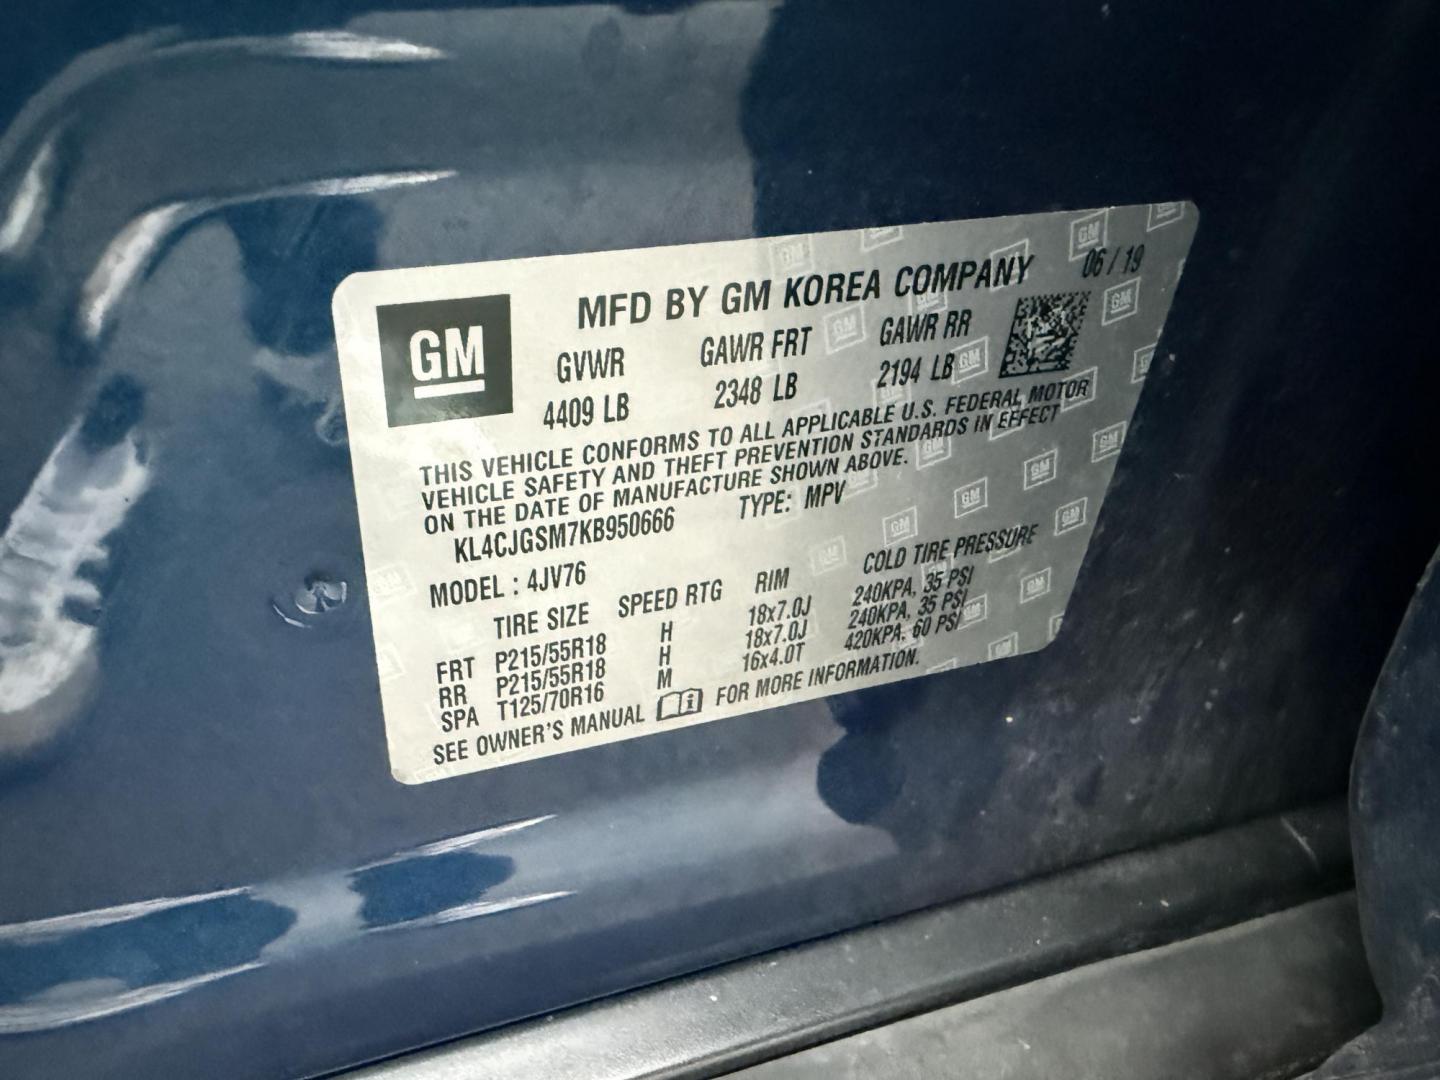 MFD BY GM KOREA COMPANY 06 / 19
GM
GVWR GAWR FRT GAWR RR
4409 LB 2348 LB 2194 LB
THIS VEHICLE CONFORMS TO ALL APPLICABLE U.S. FEDERAL MOTOR
VEHICLE SAFETY AND THEFT PREVENTION STANDARDS IN EFFECT
ON THE DATE OF MANUFACTURE SHOWN ABOVE.
KL4CJGSM7KB950666 TYPE: MPV
MODEL : 4JV76
TIRE SIZE SPEED RTG RIM COLD TIRE PRESSURE
FRT P215/55R18 H 18x7.0J 240KPA, 35 PSI
RR P215/55R18 H 18x7.0J 240KPA, 35 PSI
SPA T125/70R16 M 16x4.0T 420KPA, 60 PSI
SEE OWNER'S MANUAL i FOR MORE INFORMATION.